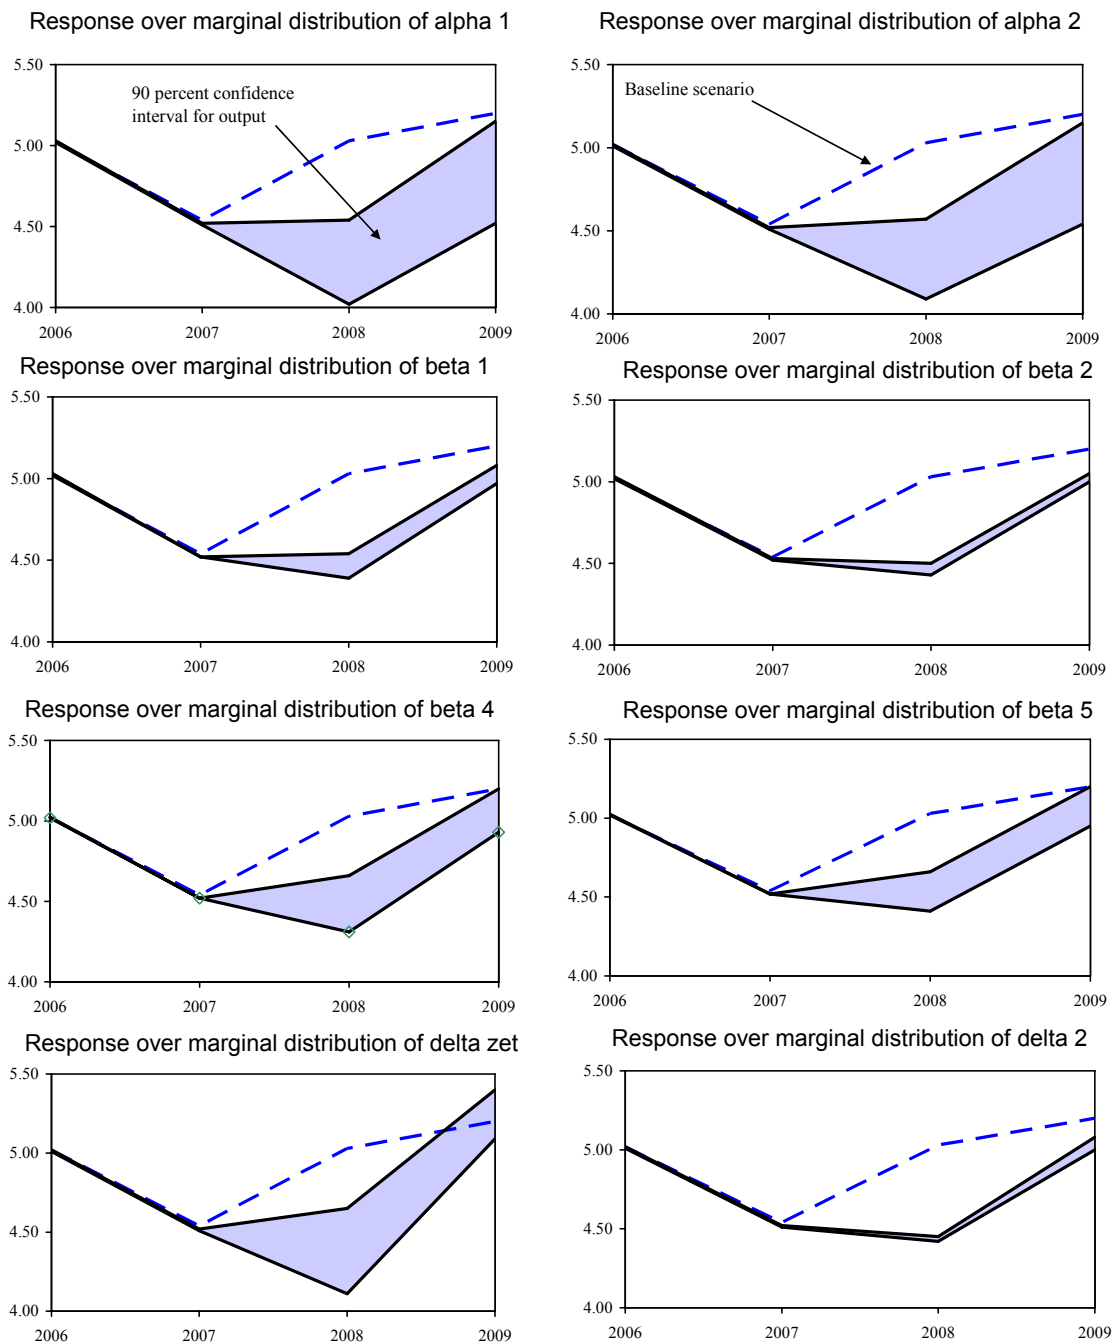 Response over marginal distribution of alpha 1
5.50
5.00
4.50
4.00
90 percent confidence
interval for output
2006 2007 2008 2009
Response over marginal distribution of alpha 2
5.50
5.00
4.50
4.00
Baseline scenario
2006 2007 2008 2009
Response over marginal distribution of beta 1
5.50
5.00
4.50
4.00
2006 2007 2008 2009
Response over marginal distribution of beta 2
5.50
5.00
4.50
4.00
2006 2007 2008 2009
Response over marginal distribution of beta 4
5.50
5.00
4.50
4.00
2006 2007 2008 2009
Response over marginal distribution of beta 5
5.50
5.00
4.50
4.00
2006 2007 2008 2009
Response over marginal distribution of delta zet
5.50
5.00
4.50
4.00
2006 2007 2008 2009
Response over marginal distribution of delta 2
5.50
5.00
4.50
4.00
2006 2007 2008 2009